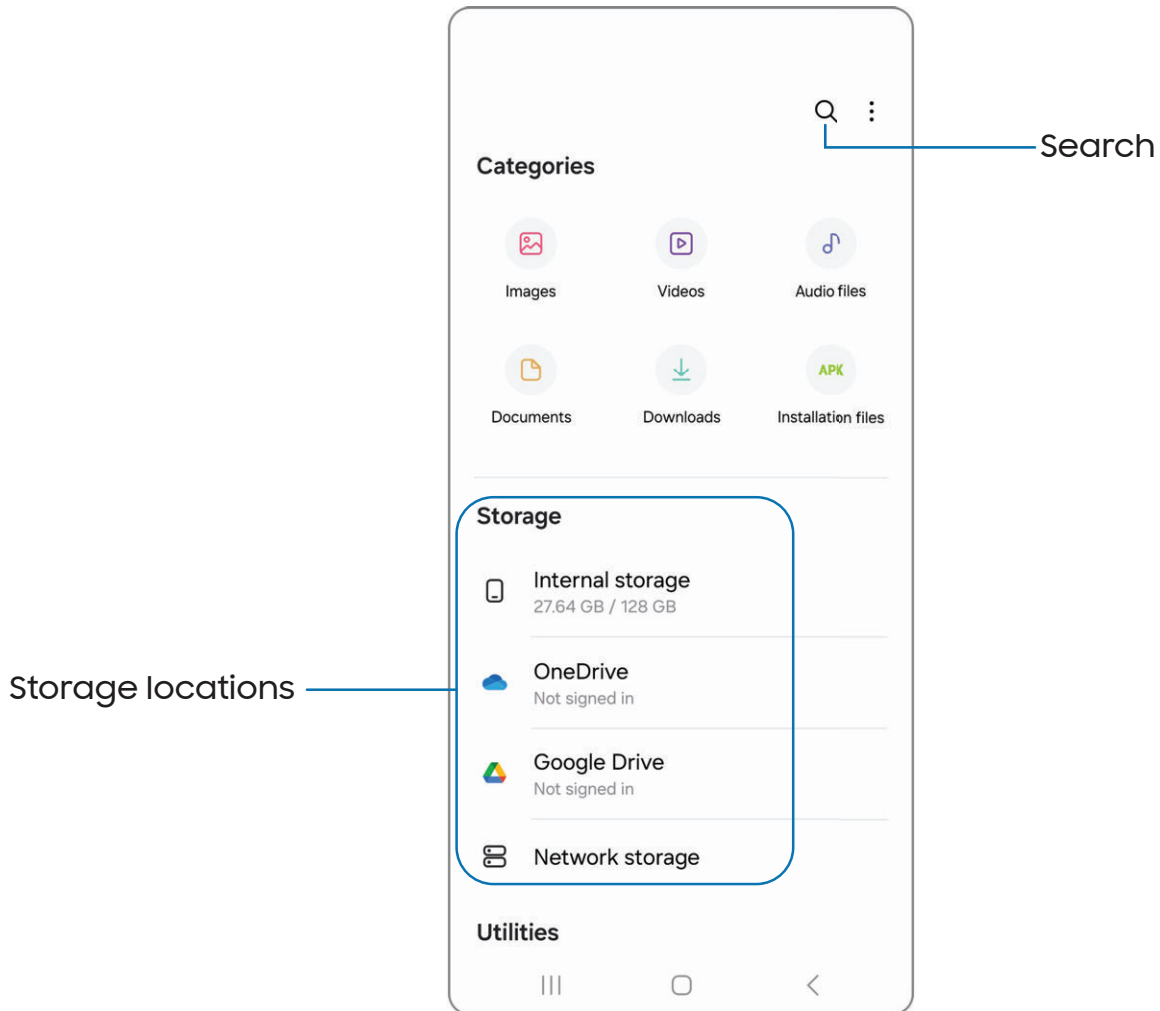 Search
Categories
Images Videos Audio files
APK
Documents Downloads Installation files
Storage
Internal storage
27.64 GB / 128 GB
Storage locations
OneDrive
Not signed in
Google Drive
Not signed in
Network storage
Utilities